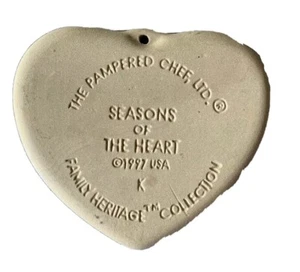 THE PAMPERED CHEF, LTD.®
SEASONS
OF
THE HEART
©1997 USA
K
FAMILY HERITAGE™ COLLECTION